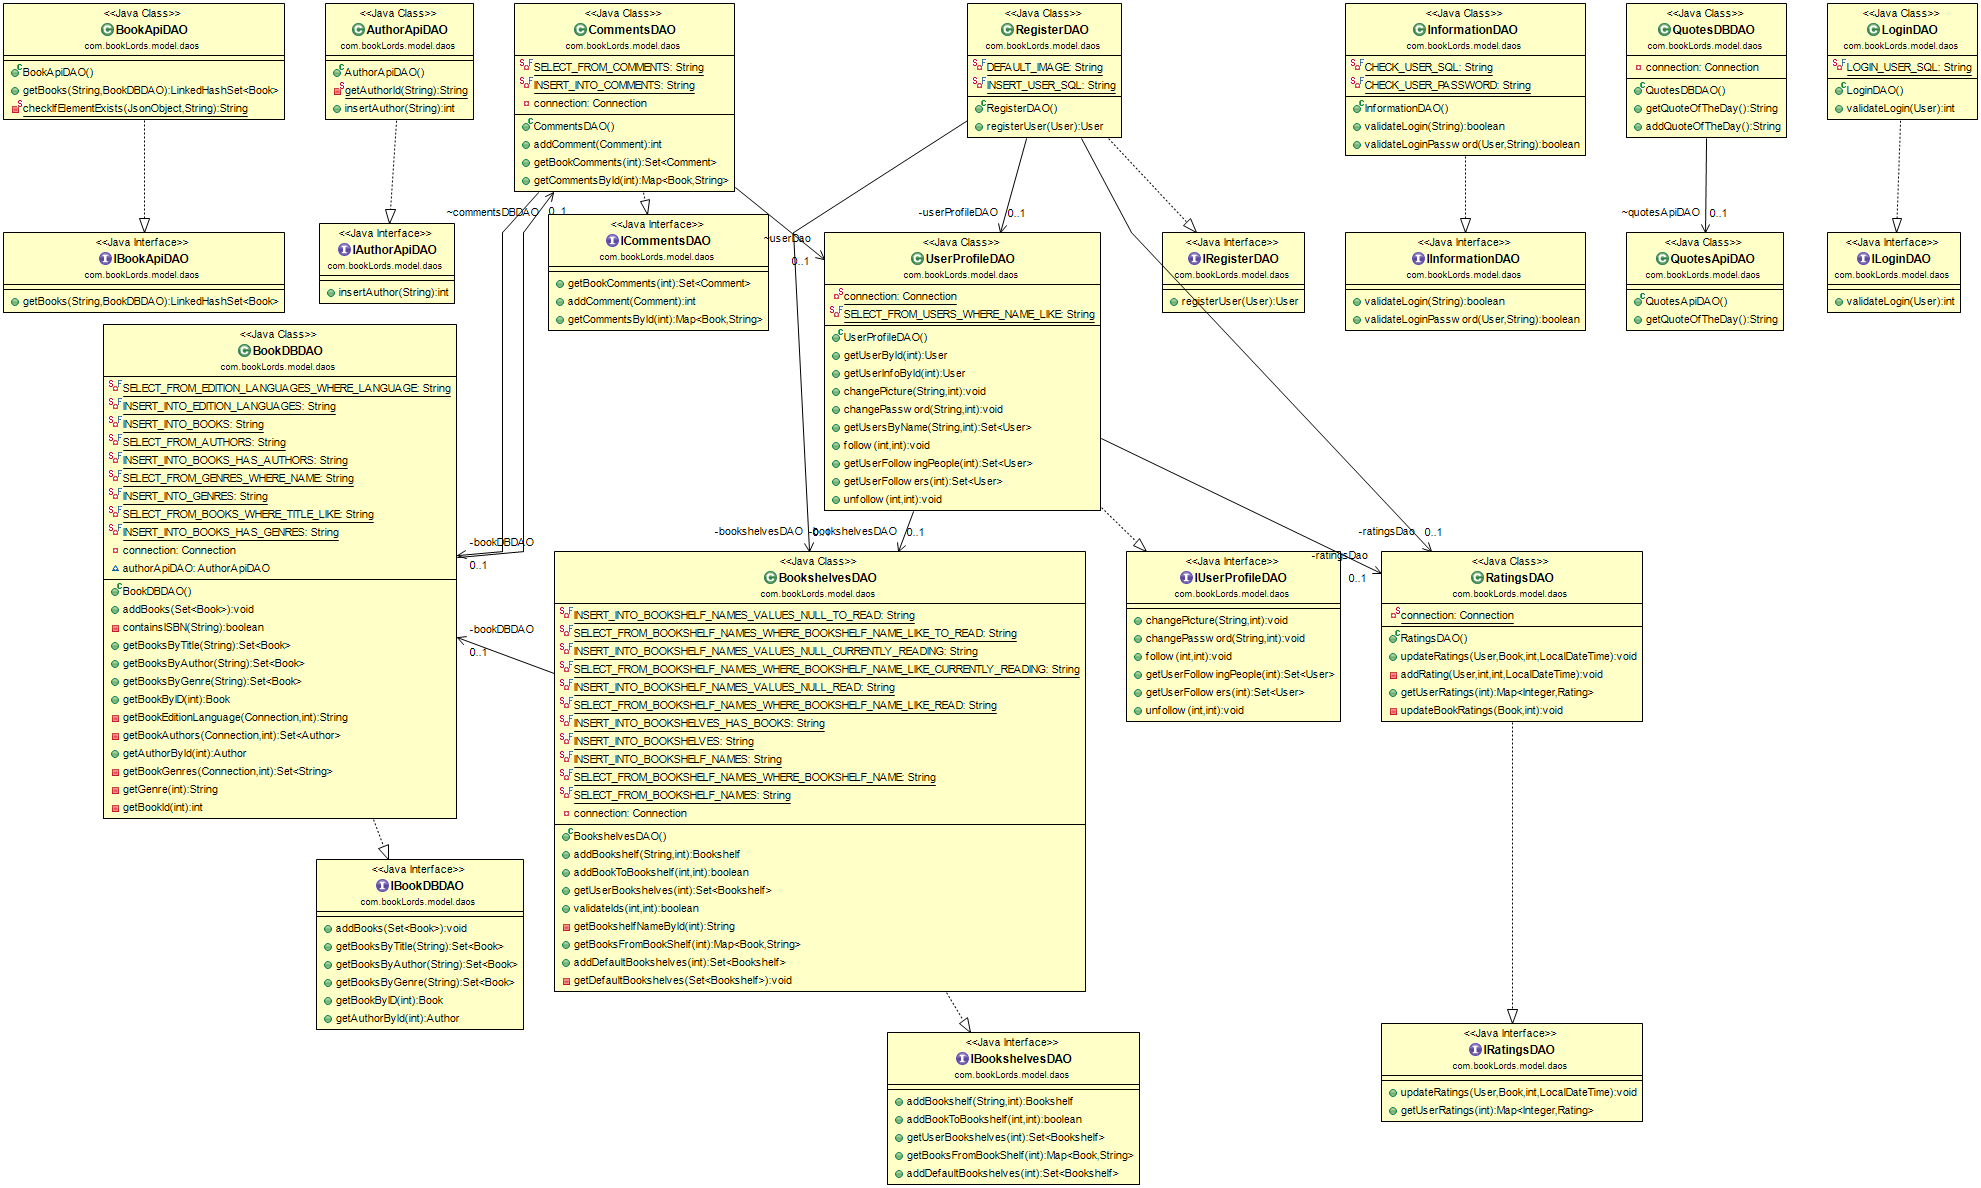 <<Java Class>>
BookApiDAO
com.bookLords.model.daos
BookApiDAO()
getBooks(String,BookDBDAO):LinkedHashSet<Book>
checkIfElementExists(JsonObject,String):String
<<Java Class>>
AuthorApiDAO
com.bookLords.model.daos
AuthorApiDAO()
getAuthorId(String):String
insertAuthor(String):int
<<Java Class>>
CommentsDAO
com.bookLords.model.daos
SELECT_FROM_COMMENTS: String
INSERT_INTO_COMMENTS: String
connection: Connection
CommentsDAO()
addComment(Comment):int
getBookComments(int):Set<Comment>
getCommentsById(int):Map<Book,String>
<<Java Class>>
RegisterDAO
com.bookLords.model.daos
DEFAULT_IMAGE: String
INSERT_USER_SQL: String
RegisterDAO()
registerUser(User):User
<<Java Class>>
InformationDAO
com.bookLords.model.daos
CHECK_USER_SQL: String
CHECK_USER_PASSWORD: String
InformationDAO()
validateLogin(String):boolean
validateLoginPassword(User,String):boolean
<<Java Class>>
QuotesDBDAO
com.bookLords.model.daos
connection: Connection
QuotesDBDAO()
getQuoteOfTheDay():String
addQuoteOfTheDay():String
<<Java Class>>
LoginDAO
com.bookLords.model.daos
LOGIN_USER_SQL: String
LoginDAO()
validateLogin(User):int
~commentsDBDAO
0..1
-userProfileDAO
0..1
~userDao
0..1
~quotesApiDAO
0..1
<<Java Interface>>
IBookApiDAO
com.bookLords.model.daos
getBooks(String,BookDBDAO):LinkedHashSet<Book>
<<Java Interface>>
IAuthorApiDAO
com.bookLords.model.daos
insertAuthor(String):int
<<Java Interface>>
ICommentsDAO
com.bookLords.model.daos
getBookComments(int):Set<Comment>
addComment(Comment):int
getCommentsById(int):Map<Book,String>
<<Java Class>>
UserProfileDAO
com.bookLords.model.daos
connection: Connection
SELECT_FROM_USERS_WHERE_NAME_LIKE: String
UserProfileDAO()
getUserById(int):User
getUserInfoById(int):User
changePicture(String,int):void
changePassword(String,int):void
getUsersByName(String,int):Set<User>
follow(int,int):void
getUserFollowingPeople(int):Set<User>
getUserFollowers(int):Set<User>
unfollow(int,int):void
<<Java Interface>>
IRegisterDAO
com.bookLords.model.daos
registerUser(User):User
<<Java Interface>>
IInformationDAO
com.bookLords.model.daos
validateLogin(String):boolean
validateLoginPassword(User,String):boolean
<<Java Class>>
QuotesApiDAO
com.bookLords.model.daos
QuotesApiDAO()
getQuoteOfTheDay():String
<<Java Interface>>
ILoginDAO
com.bookLords.model.daos
validateLogin(User):int
<<Java Class>>
BookDBDAO
com.bookLords.model.daos
SELECT_FROM_EDITION_LANGUAGES_WHERE_LANGUAGE: String
INSERT_INTO_EDITION_LANGUAGES: String
INSERT_INTO_BOOKS: String
SELECT_FROM_AUTHORS: String
INSERT_INTO_BOOKS_HAS_AUTHORS: String
SELECT_FROM_GENRES_WHERE_NAME: String
INSERT_INTO_GENRES: String
SELECT_FROM_BOOKS_WHERE_TITLE_LIKE: String
INSERT_INTO_BOOKS_HAS_GENRES: String
connection: Connection
authorApiDAO: AuthorApiDAO
BookDBDAO()
addBooks(Set<Book>):void
containsISBN(String):boolean
getBooksByTitle(String):Set<Book>
getBooksByAuthor(String):Set<Book>
getBooksByGenre(String):Set<Book>
getBookByID(int):Book
getBookEditionLanguage(Connection,int):String
getBookAuthors(Connection,int):Set<Author>
getAuthorById(int):Author
getBookGenres(Connection,int):Set<String>
getGenre(int):String
getBookId(int):int
-bookDBDAO
0..1
-bookDBDAO
0..1
-bookshelvesDAO
0..1
-bookshelvesDAO
0..1
-ratingsDAO
0..1
-ratingsDao
0..1
<<Java Class>>
BookshelvesDAO
com.bookLords.model.daos
INSERT_INTO_BOOKSHELF_NAMES_VALUES_NULL_TO_READ: String
SELECT_FROM_BOOKSHELF_NAMES_WHERE_BOOKSHELF_NAME_LIKE_TO_READ: String
INSERT_INTO_BOOKSHELF_NAMES_VALUES_NULL_CURRENTLY_READING: String
SELECT_FROM_BOOKSHELF_NAMES_WHERE_BOOKSHELF_NAME_LIKE_CURRENTLY_READING: String
INSERT_INTO_BOOKSHELF_NAMES_VALUES_NULL_READ: String
SELECT_FROM_BOOKSHELF_NAMES_WHERE_BOOKSHELF_NAME_LIKE_READ: String
INSERT_INTO_BOOKSHELVES_HAS_BOOKS: String
INSERT_INTO_BOOKSHELVES: String
INSERT_INTO_BOOKSHELF_NAMES: String
SELECT_FROM_BOOKSHELF_NAMES_WHERE_BOOKSHELF_NAME: String
SELECT_FROM_BOOKSHELF_NAMES: String
connection: Connection
BookshelvesDAO()
addBookshelf(String,int):Bookshelf
addBookToBookshelf(int,int):boolean
getUserBookshelves(int):Set<Bookshelf>
validateIds(int,int):boolean
getBookshelfNameById(int):String
getBooksFromBookShelf(int):Map<Book,String>
addDefaultBookshelves(int):Set<Bookshelf>
getDefaultBookshelves(Set<Bookshelf>):void
<<Java Interface>>
IUserProfileDAO
com.bookLords.model.daos
changePicture(String,int):void
changePassword(String,int):void
follow(int,int):void
getUserFollowingPeople(int):Set<User>
getUserFollowers(int):Set<User>
unfollow(int,int):void
<<Java Class>>
RatingsDAO
com.bookLords.model.daos
connection: Connection
RatingsDAO()
updateRatings(User,Book,int,LocalDateTime):void
addRating(User,int,int,LocalDateTime):void
getUserRatings(int):Map<Integer,Rating>
updateBookRatings(Book,int):void
<<Java Interface>>
IBookDBDAO
com.bookLords.model.daos
addBooks(Set<Book>):void
getBooksByTitle(String):Set<Book>
getBooksByAuthor(String):Set<Book>
getBooksByGenre(String):Set<Book>
getBookByID(int):Book
getAuthorById(int):Author
<<Java Interface>>
IBookshelvesDAO
com.bookLords.model.daos
addBookshelf(String,int):Bookshelf
addBookToBookshelf(int,int):boolean
getUserBookshelves(int):Set<Bookshelf>
getBooksFromBookShelf(int):Map<Book,String>
addDefaultBookshelves(int):Set<Bookshelf>
<<Java Interface>>
IRatingsDAO
com.bookLords.model.daos
updateRatings(User,Book,int,LocalDateTime):void
getUserRatings(int):Map<Integer,Rating>